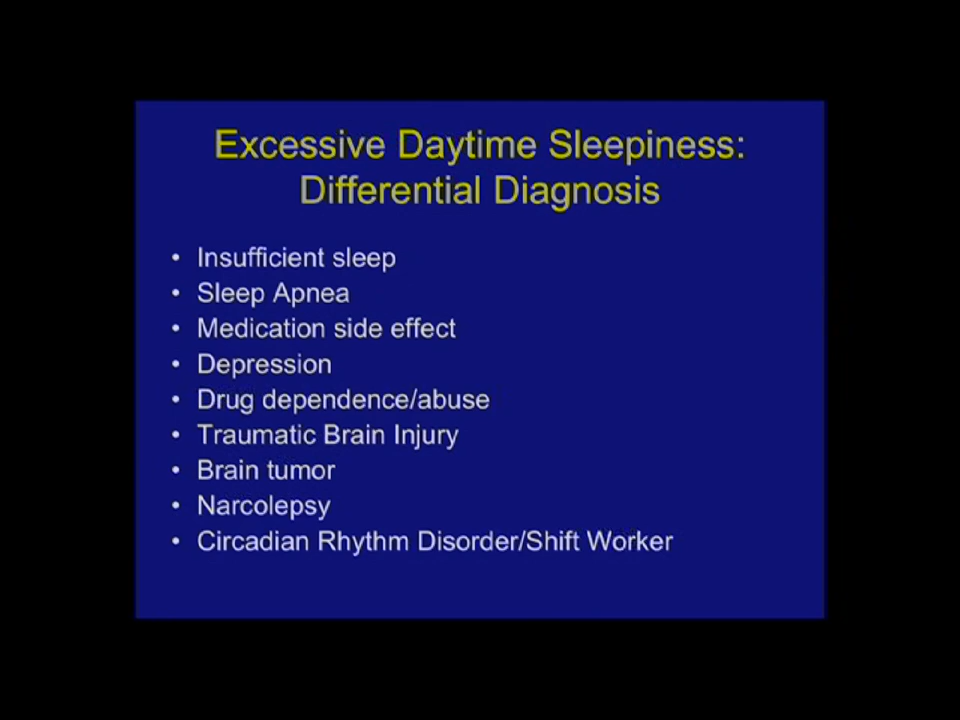 Excessive Daytime Sleepiness:
Differential Diagnosis
• Insufficient sleep
• Sleep Apnea
• Medication side effect
• Depression
• Drug dependence/abuse
• Traumatic Brain Injury
• Brain tumor
• Narcolepsy
• Circadian Rhythm Disorder/Shift Worker